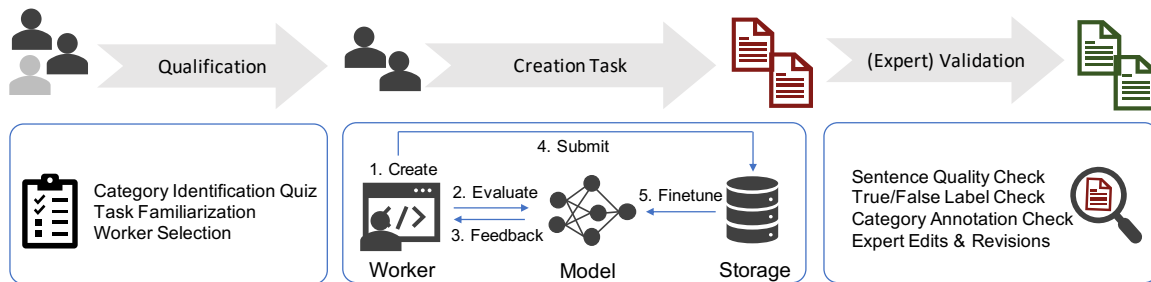 Qualification
Creation Task
(Expert) Validation
Category Identification Quiz
Task Familiarization
Worker Selection
4. Submit
1. Create
2. Evaluate
5. Finetune
</>
3. Feedback
Worker
Model
Storage
Sentence Quality Check
True/False Label Check
Category Annotation Check
Expert Edits & Revisions